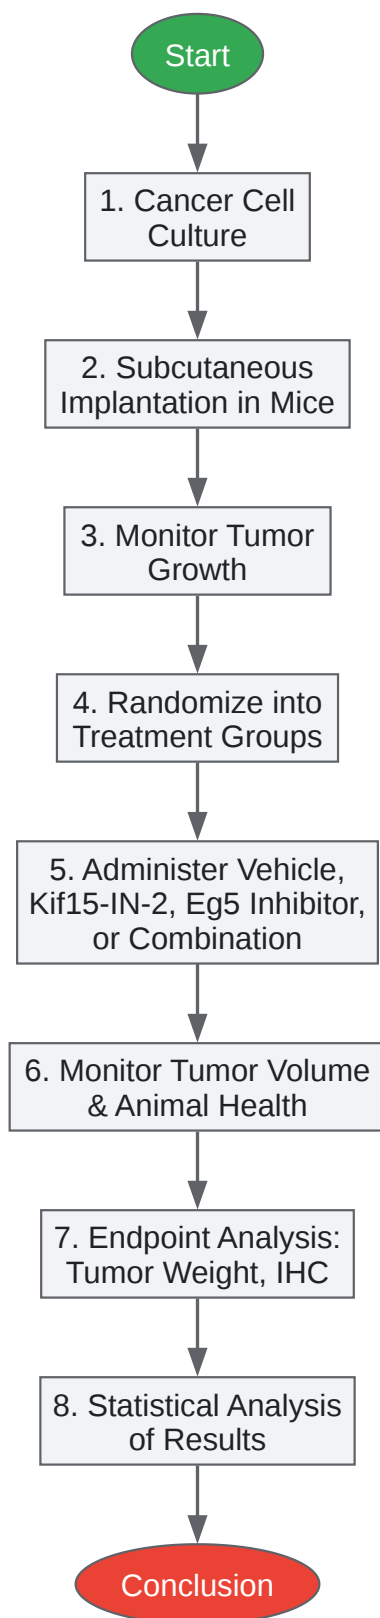 Start
1. Cancer Cell
Culture
2. Subcutaneous
Implantation in Mice
3. Monitor Tumor
Growth
4. Randomize into
Treatment Groups
5. Administer Vehicle,
Kif15-IN-2, Eg5 Inhibitor,
or Combination
6. Monitor Tumor Volume
& Animal Health
7. Endpoint Analysis:
Tumor Weight, IHC
8. Statistical Analysis
of Results
Conclusion